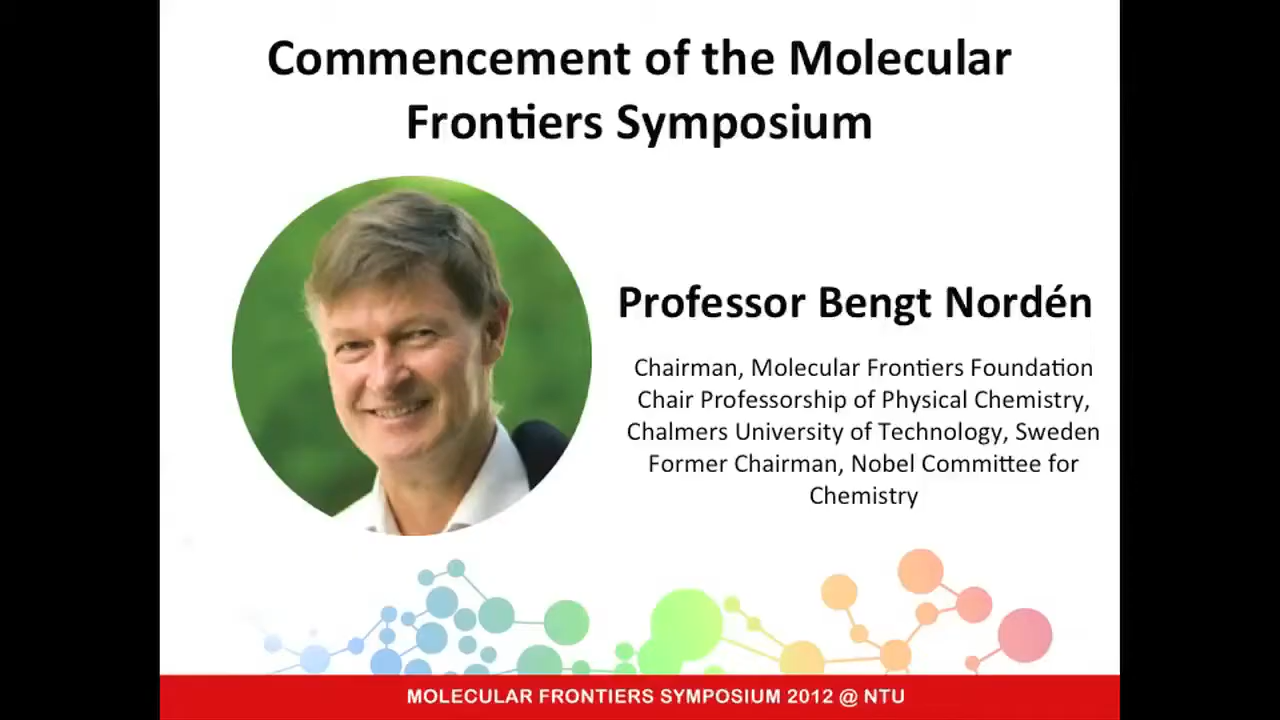 Commencement of the Molecular
Frontiers Symposium
Professor Bengt Nordén
Chairman, Molecular Frontiers Foundation
Chair Professorship of Physical Chemistry,
Chalmers University of Technology, Sweden
Former Chairman, Nobel Committee for
Chemistry
MOLECULAR FRONTIERS SYMPOSIUM 2012 @ NTU